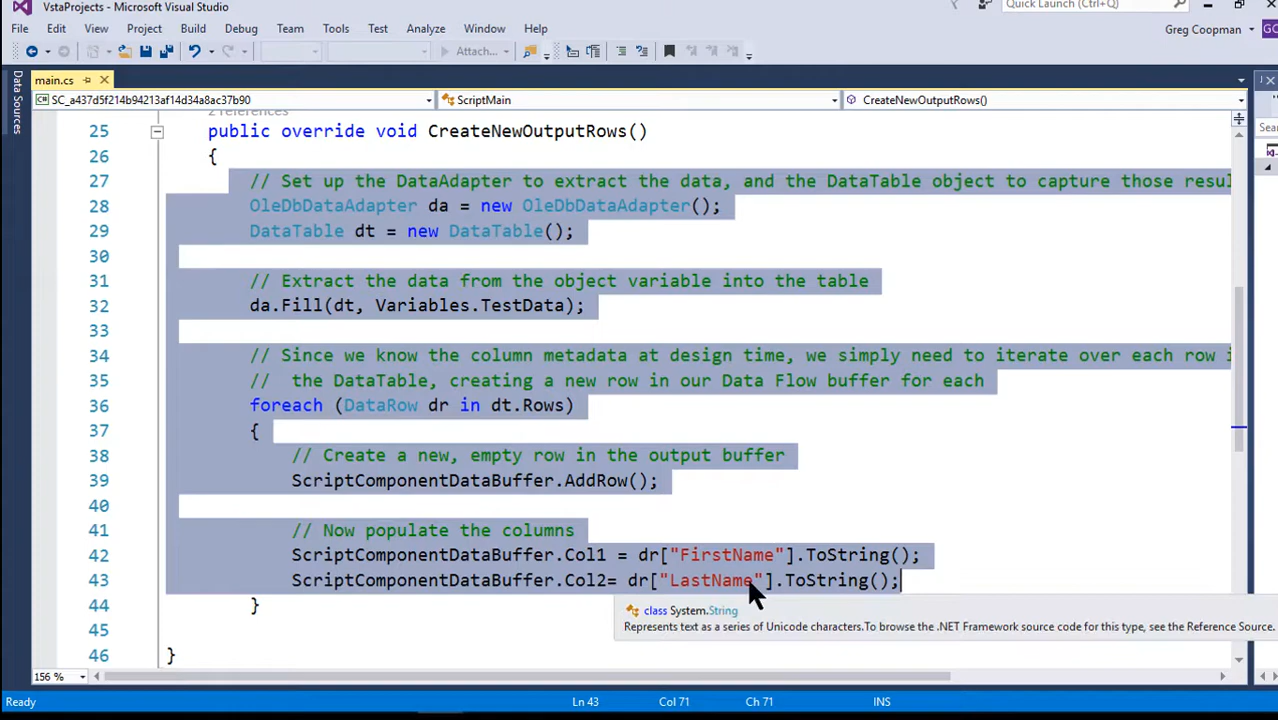 VstaProjects - Microsoft Visual Studio
Quick Launch (Ctrl+Q)
File Edit View Project Build Debug Team Tools Test Analyze Window Help
Greg Coopman
GC
Attach...
Data Sources
main.cs
SC_a437d5f214b94213af14d34a8ac37b90
ScriptMain
CreateNewOutputRows()
Sear
2 references
25 public override void CreateNewOutputRows()
26 {
27 // Set up the DataAdapter to extract the data, and the DataTable object to capture those resul
28 OleDbDataAdapter da = new OleDbDataAdapter();
29 DataTable dt = new DataTable();
30
31 // Extract the data from the object variable into the table
32 da.Fill(dt, Variables.TestData);
33
34 // Since we know the column metadata at design time, we simply need to iterate over each row i
35 //  the DataTable, creating a new row in our Data Flow buffer for each
36 foreach (DataRow dr in dt.Rows)
37 {
38 // Create a new, empty row in the output buffer
39 ScriptComponentDataBuffer.AddRow();
40
41 // Now populate the columns
42 ScriptComponentDataBuffer.Col1 = dr["FirstName"].ToString();
43 ScriptComponentDataBuffer.Col2= dr["LastName"].ToString();
44 }
class System.String
Represents text as a series of Unicode characters.To browse the .NET Framework source code for this type, see the Reference Source.
45
46 }
156 %
Ready Ln 43 Col 71 Ch 71 INS